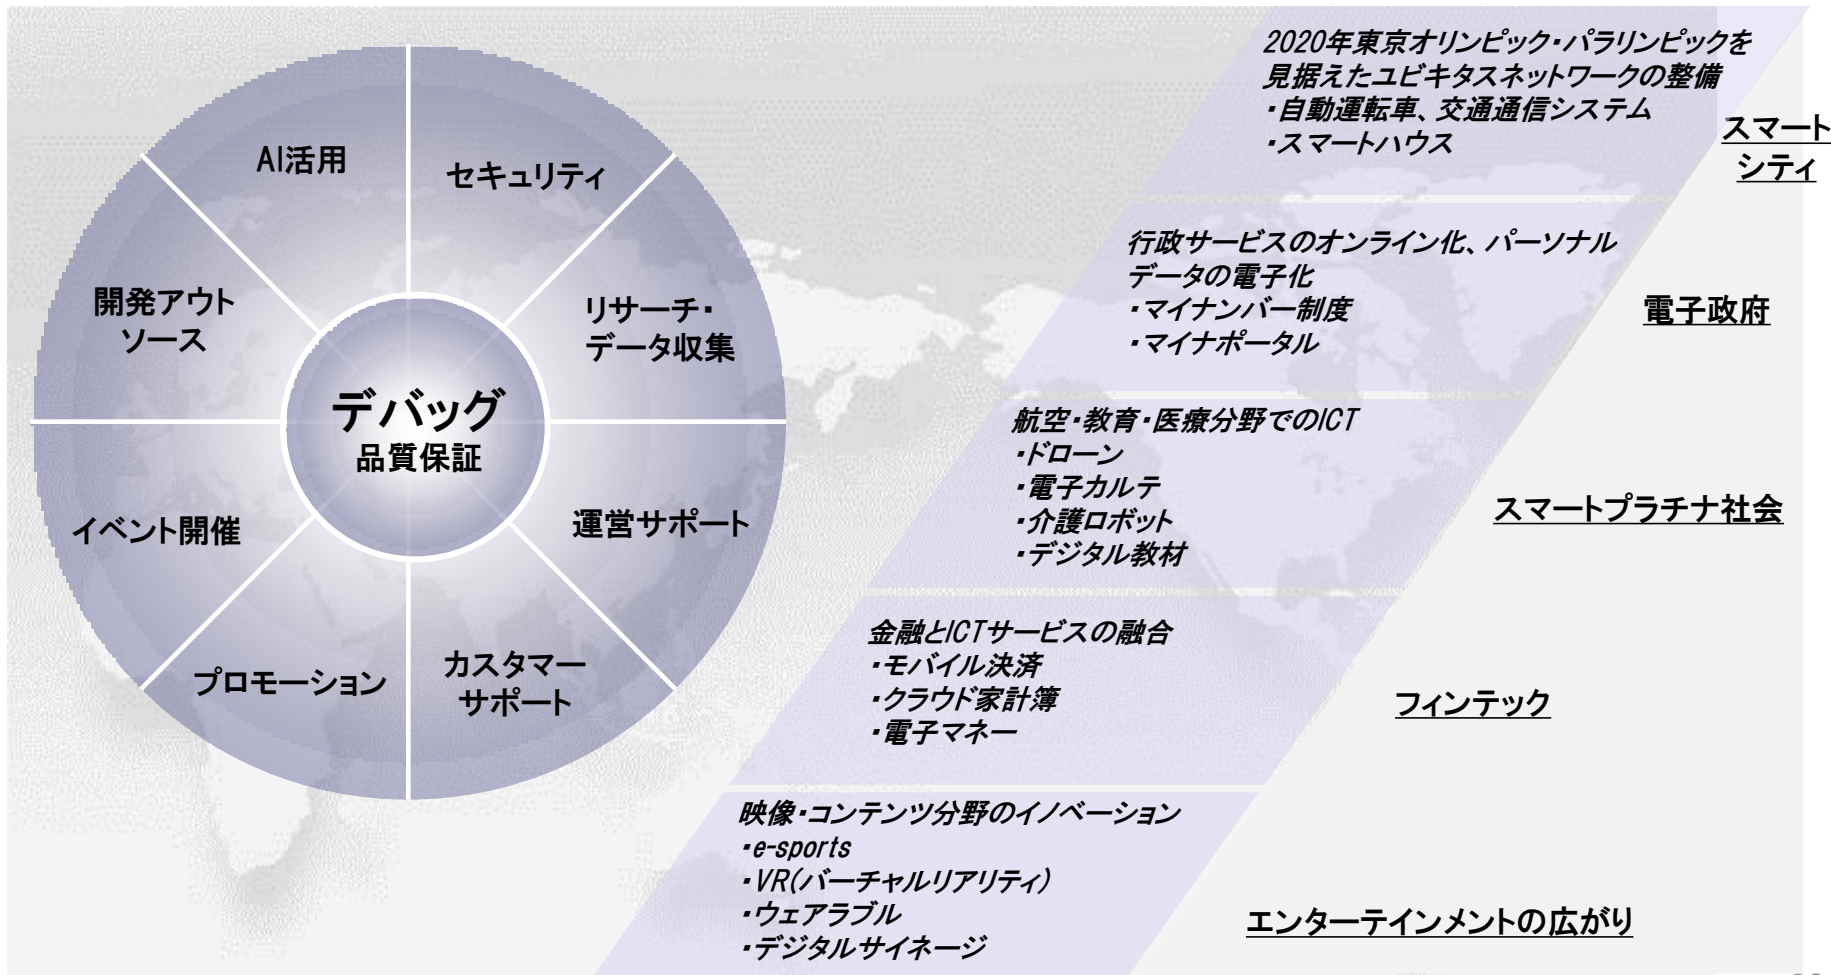 AI活用
セキュリティ
開発アウト
ソース
リサーチ・
データ収集
デバッグ
品質保証
イベント開催
運営サポート
プロモーション
カスタマー
サポート
2020年東京オリンピック・パラリンピックを
見据えたユビキタスネットワークの整備
・自動運転車、交通通信システム
・スマートハウス
スマート
シティ
行政サービスのオンライン化、パーソナル
データの電子化
・マイナンバー制度
・マイナポータル
電子政府
航空・教育・医療分野でのICT
・ドローン
・電子カルテ
・介護ロボット
・デジタル教材
スマートプラチナ社会
金融とICTサービスの融合
・モバイル決済
・クラウド家計簿
・電子マネー
フィンテック
映像・コンテンツ分野のイノベーション
・e-sports
・VR(バーチャルリアリティ)
・ウェアラブル
・デジタルサイネージ
エンターテインメントの広がり